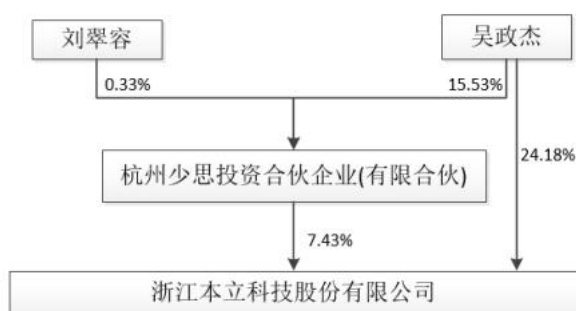 刘翠容
吴政杰
0.33%
15.53%
杭州少思投资合伙企业(有限合伙)
24.18%
7.43%
浙江本立科技股份有限公司